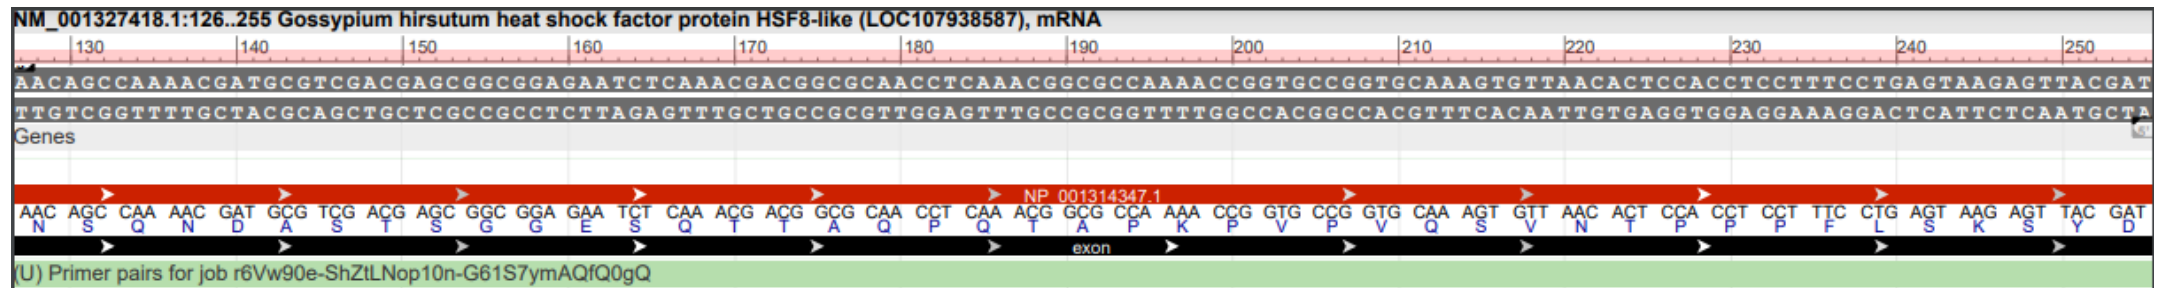 NM_001327418.1:126..255 Gossypium hirsutum heat shock factor protein HSF8-like (LOC107938587), mRNA
130 140 150 160 170 180 190 200 210 220 230 240 250
AACAGCCAAAACGATGCGTCGACGAGCGGCGGAGAATCTCAAACGACGGCGCAACCTCAAACGGCGCCAAAACCGGTGCCGGTGCAAAGTGTTAACACTCCACCTCCTTTCCTGAGTAAGAGTTACGAT
TTGTCGGTTTTGCTACGCAGCTGCTCGCCGCCTCTTAGAGTTTGCTGCCGCGTTGGAGTTTGCCGCGGTTTTGGCCACGGCCACGTTTCACAATTGTGAGGTGGAGGAAAGGACTCATTCTCAATGCTA
5'
Genes
NP_001314347.1
AAC AGC CAA AAC GAT GCG TCG ACG AGC GGC GGA GAA TCT CAA ACG ACG GCG CAA CCT CAA ACG GCG CCA AAA CCG GTG CCG GTG CAA AGT GTT AAC ACT CCA CCT CCT TTC CTG AGT AAG AGT TAC GAT
N S Q N D A S T S G G E S Q T T A Q P Q T A P K P V P V Q S V N T P P P F L S K S Y D
exon
(U) Primer pairs for job r6Vw90e-ShZtLNop10n-G61S7ymAQfQ0gQ